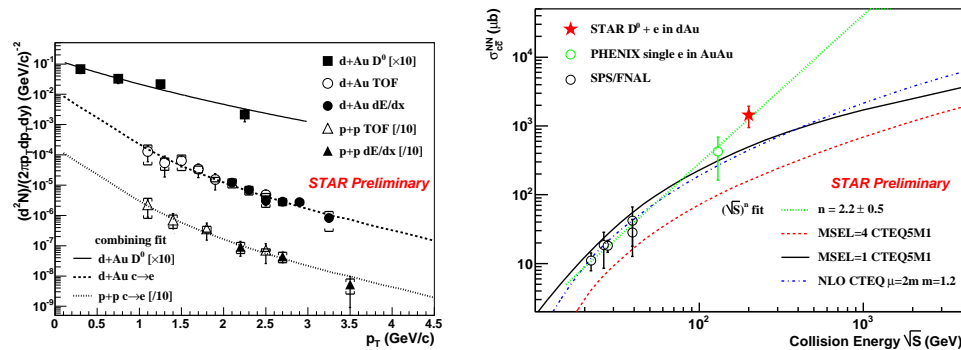 (d²N)/(2πp_T dp_T dy) (GeV/c)⁻²
10⁻¹
10⁻²
10⁻³
10⁻⁴
10⁻⁵
10⁻⁶
10⁻⁷
10⁻⁸
10⁻⁹
d+Au D⁰ [×10]
d+Au TOF
d+Au dE/dx
p+p TOF [/10]
p+p dE/dx [/10]
STAR Preliminary
combining fit
d+Au D⁰ [×10]
d+Au c→e
p+p c→e [/10]
0 0.5 1 1.5 2 2.5 3 3.5 4 4.5
p_T (GeV/c)
σ_cc̄^NN (μb)
10⁴
10³
10²
10
STAR D⁰ + e in dAu
PHENIX single e in AuAu
SPS/FNAL
STAR Preliminary
(√S)ⁿ fit
n = 2.2 ± 0.5
MSEL=4 CTEQ5M1
MSEL=1 CTEQ5M1
NLO CTEQ μ=2m m=1.2
10² 10³
Collision Energy √S (GeV)